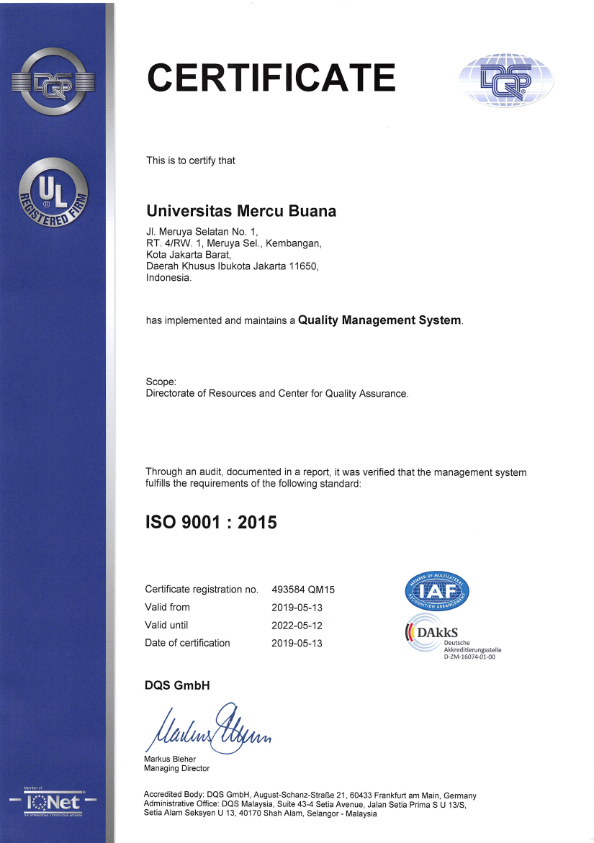 CERTIFICATE
DQS
UL
®
REGISTERED FIRM
This is to certify that
Universitas Mercu Buana
Jl. Meruya Selatan No. 1,
RT. 4/RW. 1, Meruya Sel., Kembangan,
Kota Jakarta Barat,
Daerah Khusus Ibukota Jakarta 11650,
Indonesia.
has implemented and maintains a Quality Management System.
Scope:
Directorate of Resources and Center for Quality Assurance.
Through an audit, documented in a report, it was verified that the management system
fulfills the requirements of the following standard:
ISO 9001 : 2015
Certificate registration no. 493584 QM15
Valid from 2019-05-13
Valid until 2022-05-12
Date of certification 2019-05-13
MEMBER OF MULTILATERAL
IAF
RECOGNITION ARRANGEMENT
DAkkS
Deutsche
Akkreditierungsstelle
D-ZM-16074-01-00
DQS GmbH
Markus Bleher
Managing Director
Member of
IQNet
Accredited Body: DQS GmbH, August-Schanz-Straße 21, 60433 Frankfurt am Main, Germany
Administrative Office: DQS Malaysia, Suite 43-4 Setia Avenue, Jalan Setia Prima S U 13/S,
Setia Alam Seksyen U 13, 40170 Shah Alam, Selangor - Malaysia